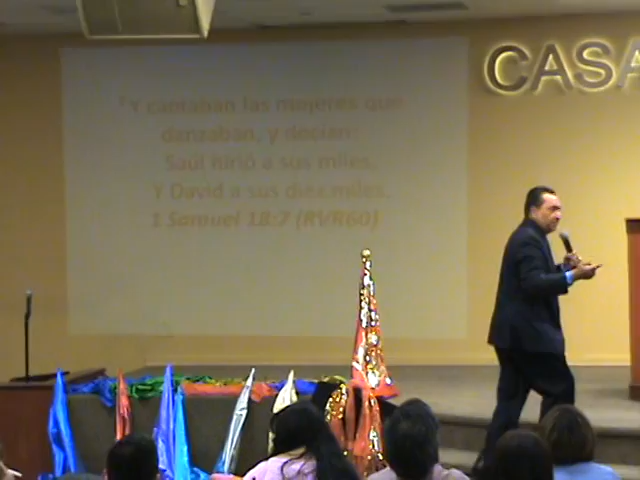 CASA
⁷ Y cantaban las mujeres que
danzaban, y decían:
Saúl hirió a sus miles,
Y David a sus diez miles.
1 Samuel 18:7 (RVR60)